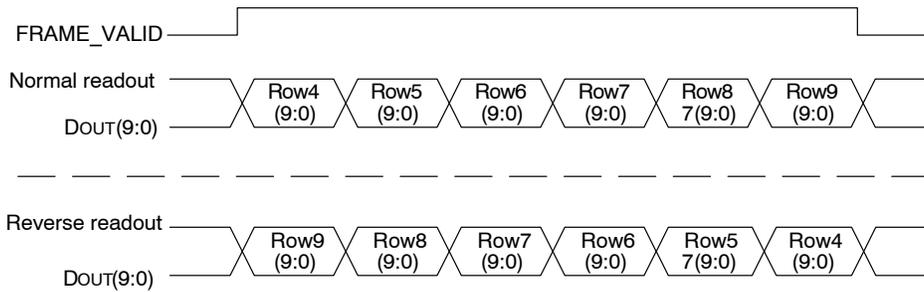 FRAME_VALID
Normal readout
Row4 Row5 Row6 Row7 Row8 Row9
(9:0) (9:0) (9:0) (9:0) 7(9:0) (9:0)
DOUT(9:0)
Reverse readout
Row9 Row8 Row7 Row6 Row5 Row4
(9:0) (9:0) (9:0) (9:0) 7(9:0) (9:0)
DOUT(9:0)